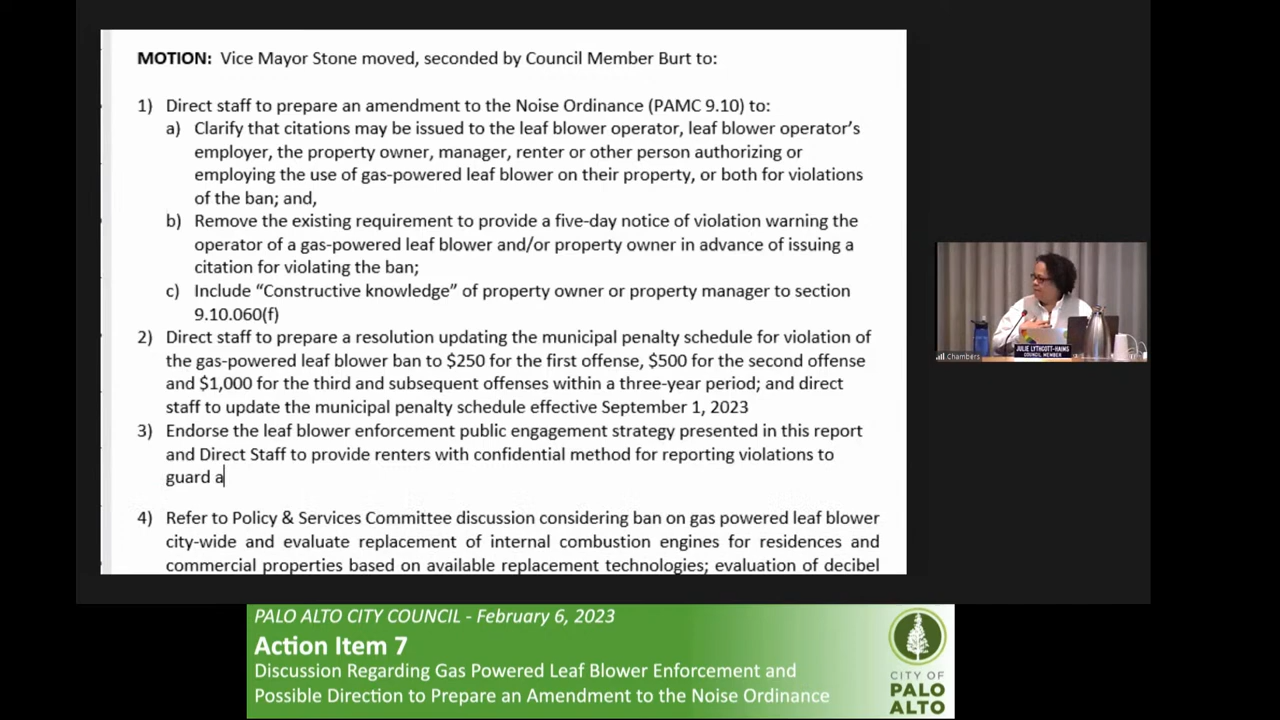 MOTION: Vice Mayor Stone moved, seconded by Council Member Burt to:
1) Direct staff to prepare an amendment to the Noise Ordinance (PAMC 9.10) to:
a) Clarify that citations may be issued to the leaf blower operator, leaf blower operator's
employer, the property owner, manager, renter or other person authorizing or
employing the use of gas-powered leaf blower on their property, or both for violations
of the ban; and,
b) Remove the existing requirement to provide a five-day notice of violation warning the
operator of a gas-powered leaf blower and/or property owner in advance of issuing a
citation for violating the ban;
c) Include “Constructive knowledge” of property owner or property manager to section
9.10.060(f)
2) Direct staff to prepare a resolution updating the municipal penalty schedule for violation of
the gas-powered leaf blower ban to $250 for the first offense, $500 for the second offense
and $1,000 for the third and subsequent offenses within a three-year period; and direct
staff to update the municipal penalty schedule effective September 1, 2023
3) Endorse the leaf blower enforcement public engagement strategy presented in this report
and Direct Staff to provide renters with confidential method for reporting violations to
guard a
4) Refer to Policy & Services Committee discussion considering ban on gas powered leaf blower
city-wide and evaluate replacement of internal combustion engines for residences and
commercial properties based on available replacement technologies; evaluation of decibel
JULIE LYTHCOTT-HAIMS
COUNCIL MEMBER
Chambers
PALO ALTO CITY COUNCIL - February 6, 2023
Action Item 7
Discussion Regarding Gas Powered Leaf Blower Enforcement and
Possible Direction to Prepare an Amendment to the Noise Ordinance
CITY OF
PALO
ALTO